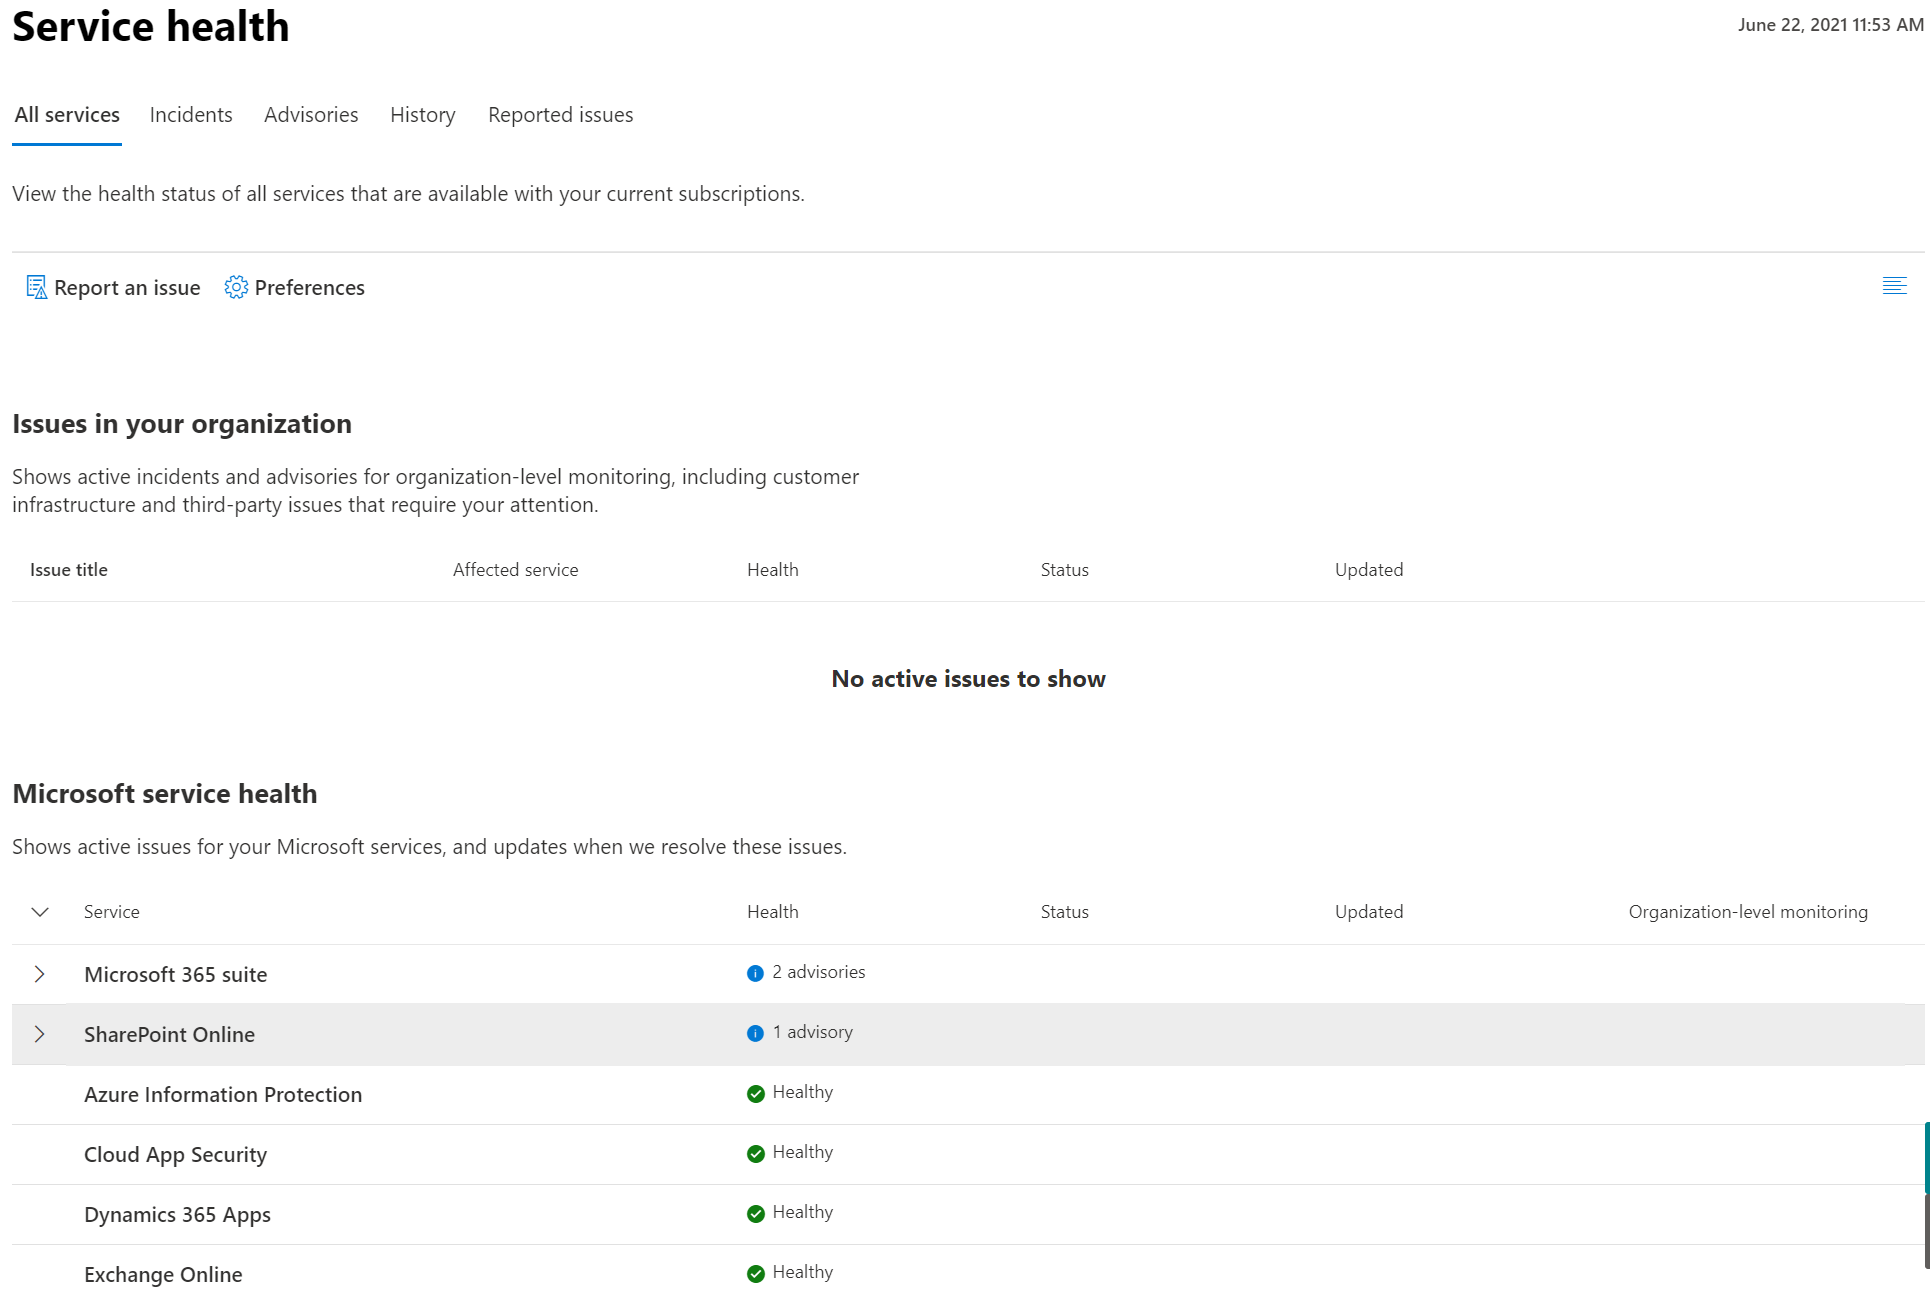 Service health
June 22, 2021 11:53 AM
All services Incidents Advisories History Reported issues
View the health status of all services that are available with your current subscriptions.
Report an issue Preferences
Issues in your organization
Shows active incidents and advisories for organization-level monitoring, including customer
infrastructure and third-party issues that require your attention.
Issue title Affected service Health Status Updated
No active issues to show
Microsoft service health
Shows active issues for your Microsoft services, and updates when we resolve these issues.
Service Health Status Updated Organization-level monitoring
Microsoft 365 suite 2 advisories
SharePoint Online 1 advisory
Azure Information Protection Healthy
Cloud App Security Healthy
Dynamics 365 Apps Healthy
Exchange Online Healthy